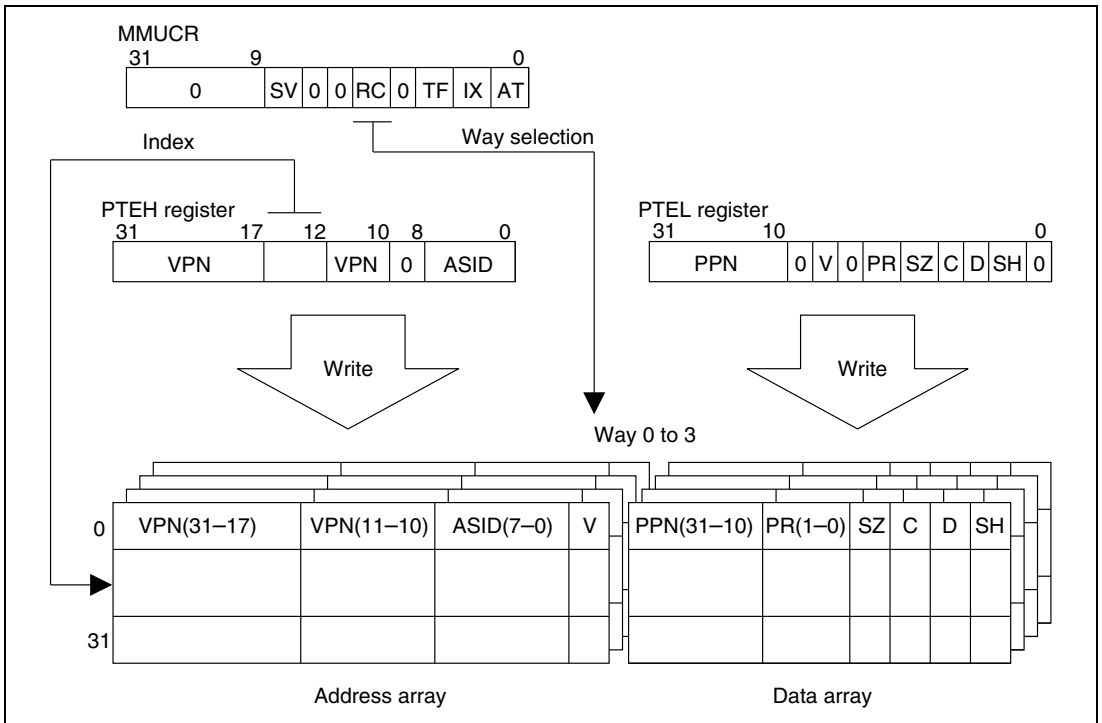 MMUCR
31 9 0
0 SV 0 0 RC 0 TF IX AT
Index
Way selection
PTEH register
31 17 12 10 8 0
VPN VPN 0 ASID
PTEL register
31 10 0
PPN 0 V 0 PR SZ C D SH 0
Write
Write
Way 0 to 3
0 VPN(31–17) VPN(11–10) ASID(7–0) V PPN(31–10) PR(1–0) SZ C D SH
31
Address array
Data array